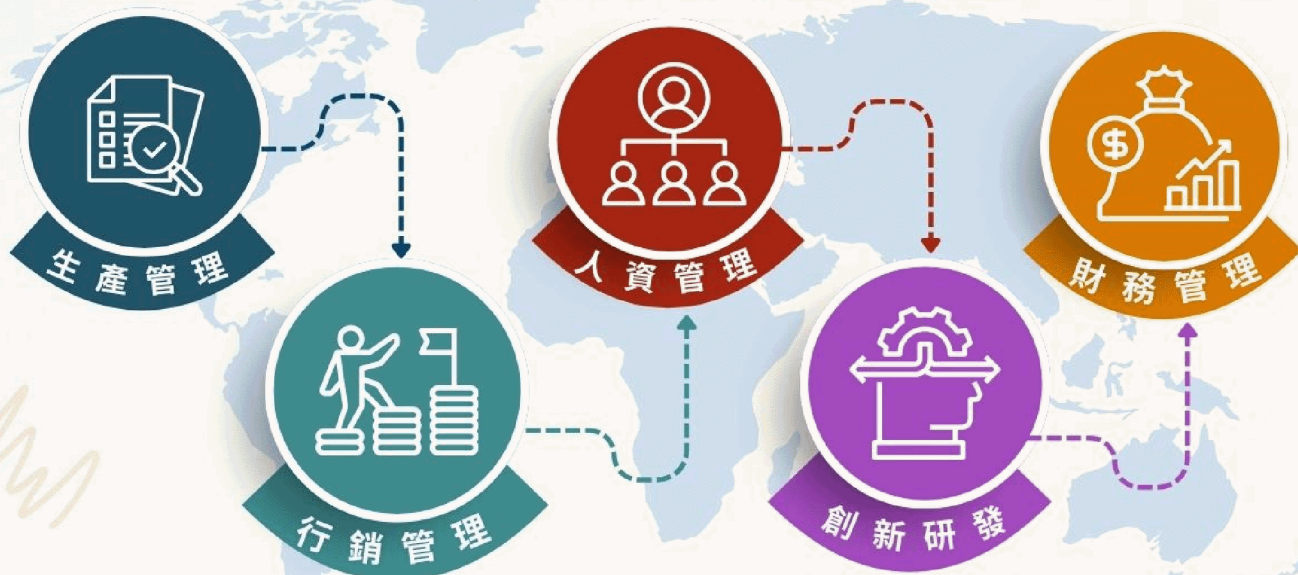 生產管理
行銷管理
人資管理
創新研發
財務管理